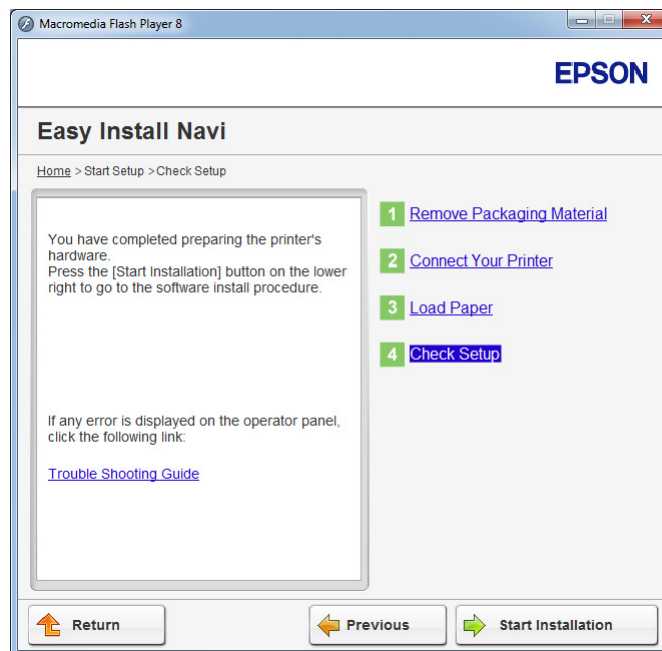 Macromedia Flash Player 8
EPSON
Easy Install Navi
Home > Start Setup >Check Setup
You have completed preparing the printer's
hardware.
Press the [Start Installation] button on the lower
right to go to the software install procedure.
If any error is displayed on the operator panel,
click the following link:
Trouble Shooting Guide
1 Remove Packaging Material
2 Connect Your Printer
3 Load Paper
4 Check Setup
Return
Previous
Start Installation